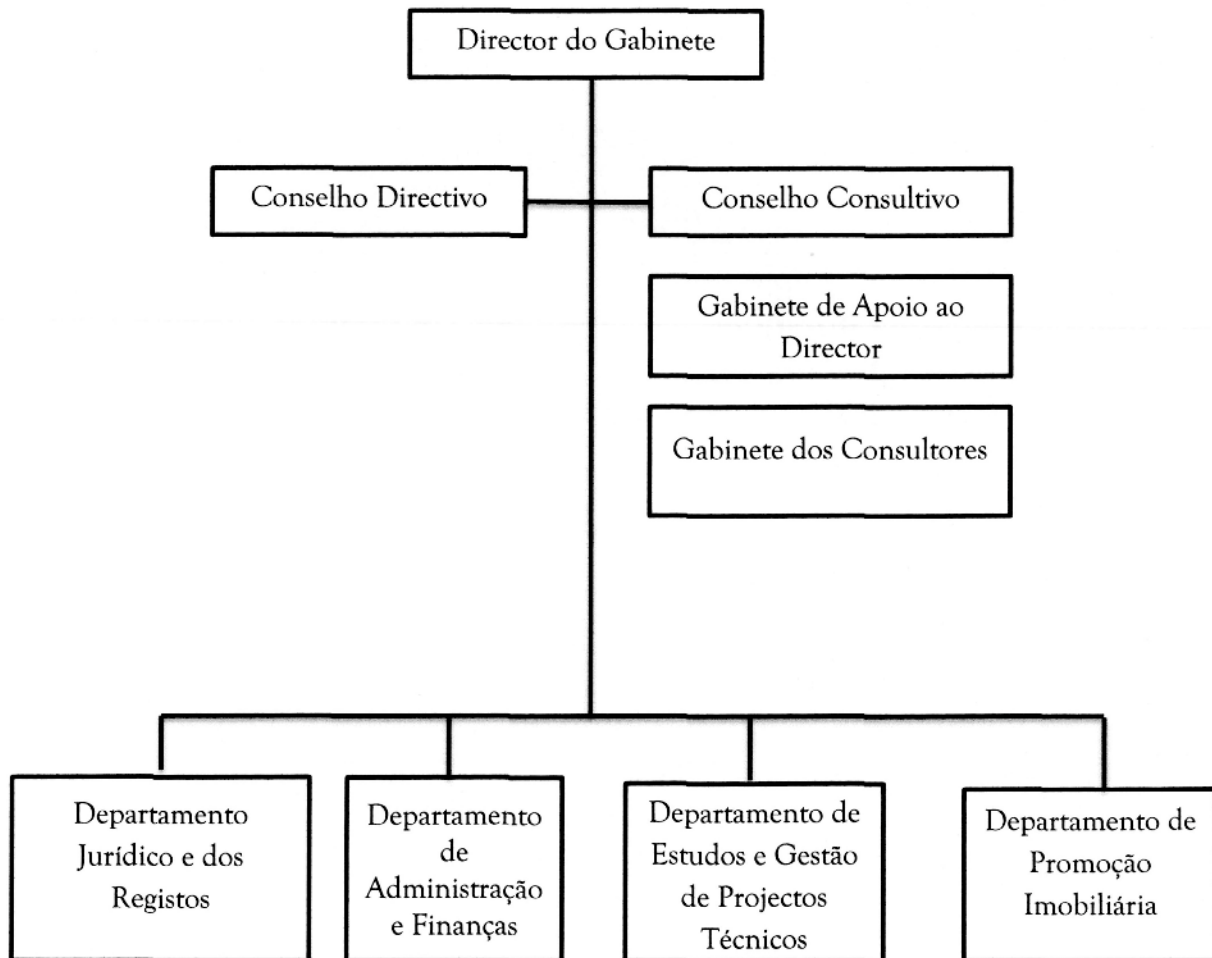 Director do Gabinete
Conselho Directivo
Conselho Consultivo
Gabinete de Apoio ao
Director
Gabinete dos Consultores
Departamento
Jurídico e dos
Registos
Departamento
de
Administração
e Finanças
Departamento de
Estudos e Gestão
de Projectos
Técnicos
Departamento de
Promoção
Imobiliária